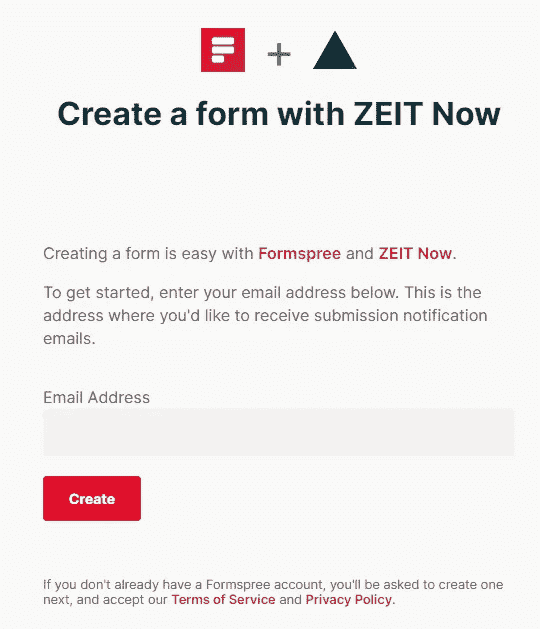 Create a form with ZEIT Now
Creating a form is easy with Formspree and ZEIT Now.
To get started, enter your email address below. This is the
address where you'd like to receive submission notification
emails.
Email Address
Create
If you don't already have a Formspree account, you'll be asked to create one
next, and accept our Terms of Service and Privacy Policy.